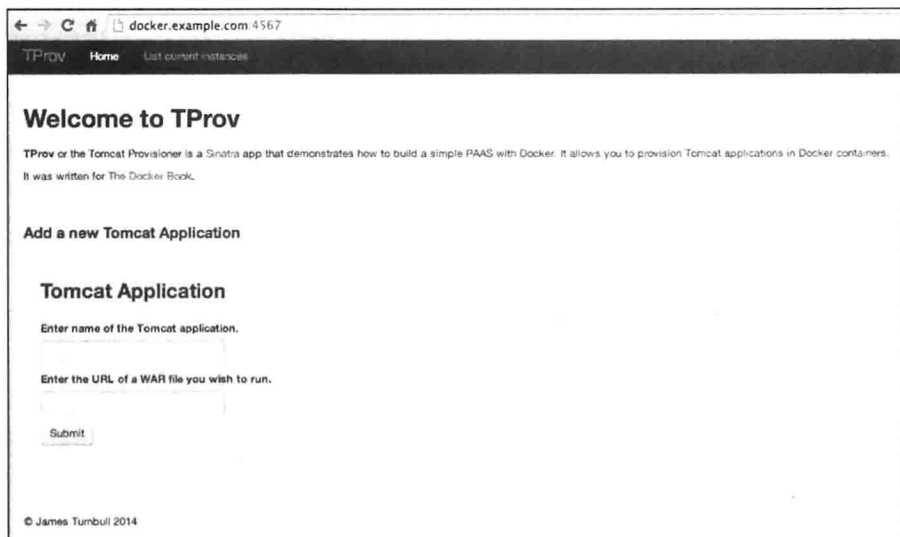 docker.example.com:4567
TProv Home List current instances
Welcome to TProv
TProv or the Tomcat Provisioner is a Sinatra app that demonstrates how to build a simple PAAS with Docker. It allows you to provision Tomcat applications in Docker containers.
It was written for The Docker Book.
Add a new Tomcat Application
Tomcat Application
Enter name of the Tomcat application.
Enter the URL of a WAR file you wish to run.
Submit
© James Turnbull 2014